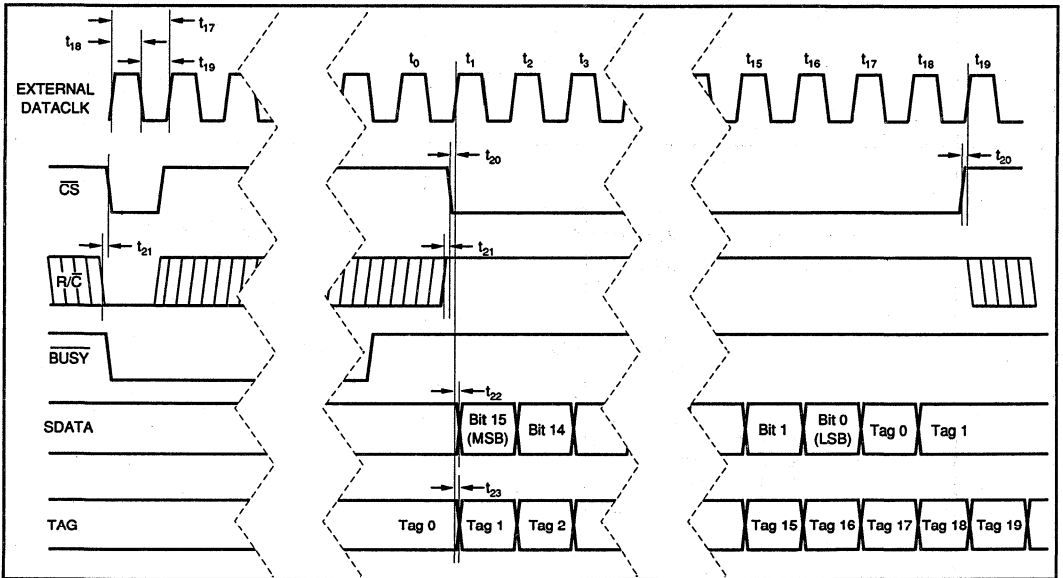 t17
t18
t19
t0 t1 t2 t3 t15 t16 t17 t18 t19
EXTERNAL
DATACLK
t20 t20
CS
t21 t21
R/C
BUSY
t22
SDATA
Bit 15
(MSB)
Bit 14
Bit 1
Bit 0
(LSB)
Tag 0
Tag 1
t23
TAG
Tag 0 Tag 1 Tag 2 Tag 15 Tag 16 Tag 17 Tag 18 Tag 19